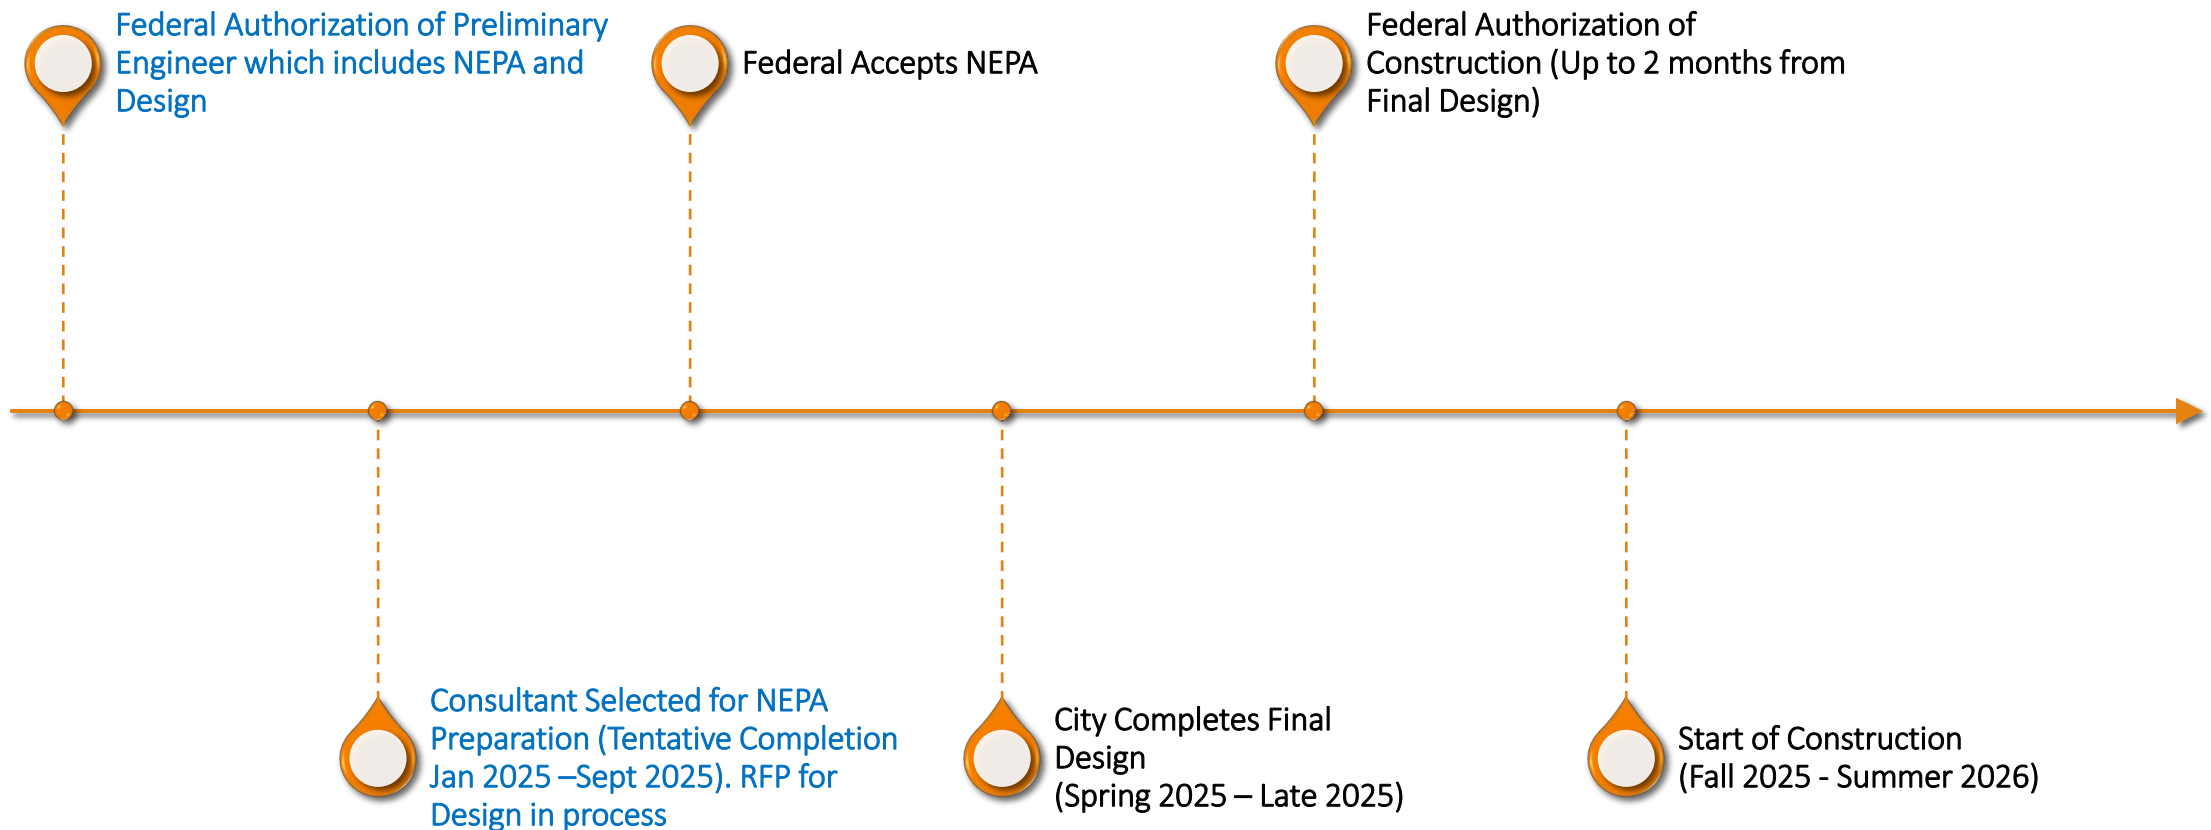 Federal Authorization of Preliminary
Engineer which includes NEPA and
Design
Federal Accepts NEPA
Federal Authorization of
Construction (Up to 2 months from
Final Design)
Consultant Selected for NEPA
Preparation (Tentative Completion
Jan 2025 –Sept 2025). RFP for
Design in process
City Completes Final
Design
(Spring 2025 – Late 2025)
Start of Construction
(Fall 2025 - Summer 2026)